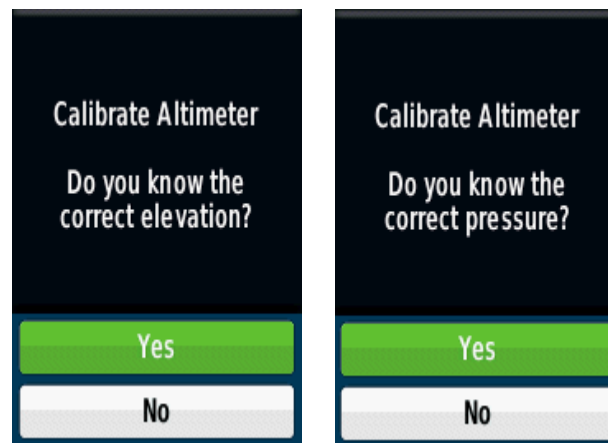 Calibrate Altimeter
Do you know the
correct elevation?
Yes
No
Calibrate Altimeter
Do you know the
correct pressure?
Yes
No